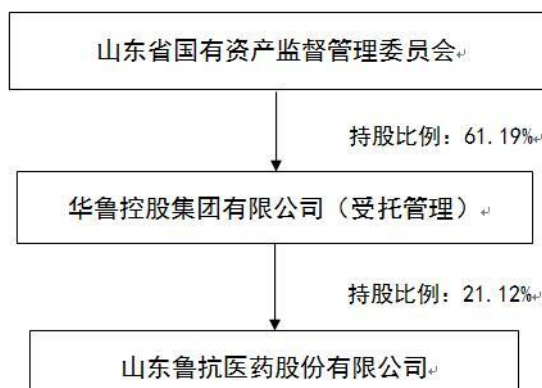 山东省国有资产监督管理委员会
持股比例：61.19%
华鲁控股集团有限公司（受托管理）
持股比例：21.12%
山东鲁抗医药股份有限公司